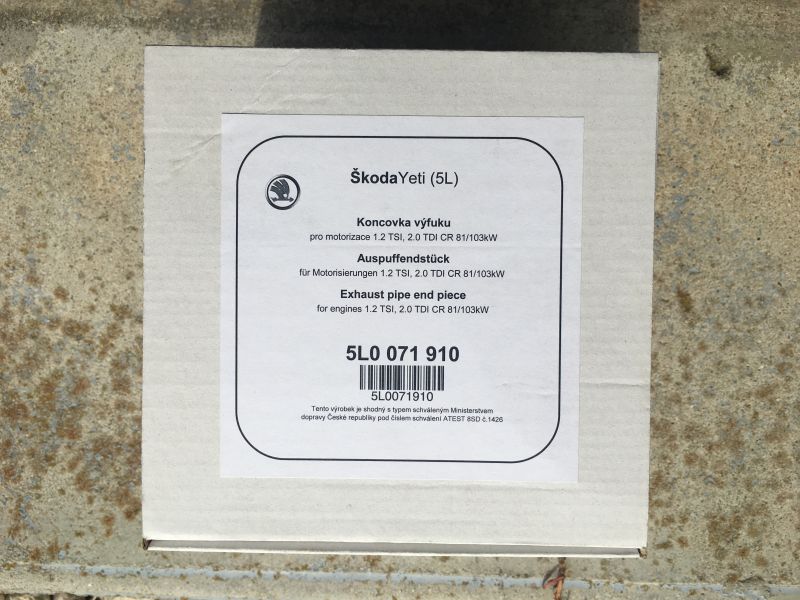 ŠkodaYeti (5L)
Koncovka výfuku
pro motorizace 1.2 TSI, 2.0 TDI CR 81/103kW
Auspuffendstück
für Motorisierungen 1.2 TSI, 2.0 TDI CR 81/103kW
Exhaust pipe end piece
for engines 1.2 TSI, 2.0 TDI CR 81/103kW
5L0 071 910
5L0071910
Tento výrobek je shodný s typem schváleným Ministerstvem
dopravy České republiky pod číslem schválení ATEST 8SD č.1426